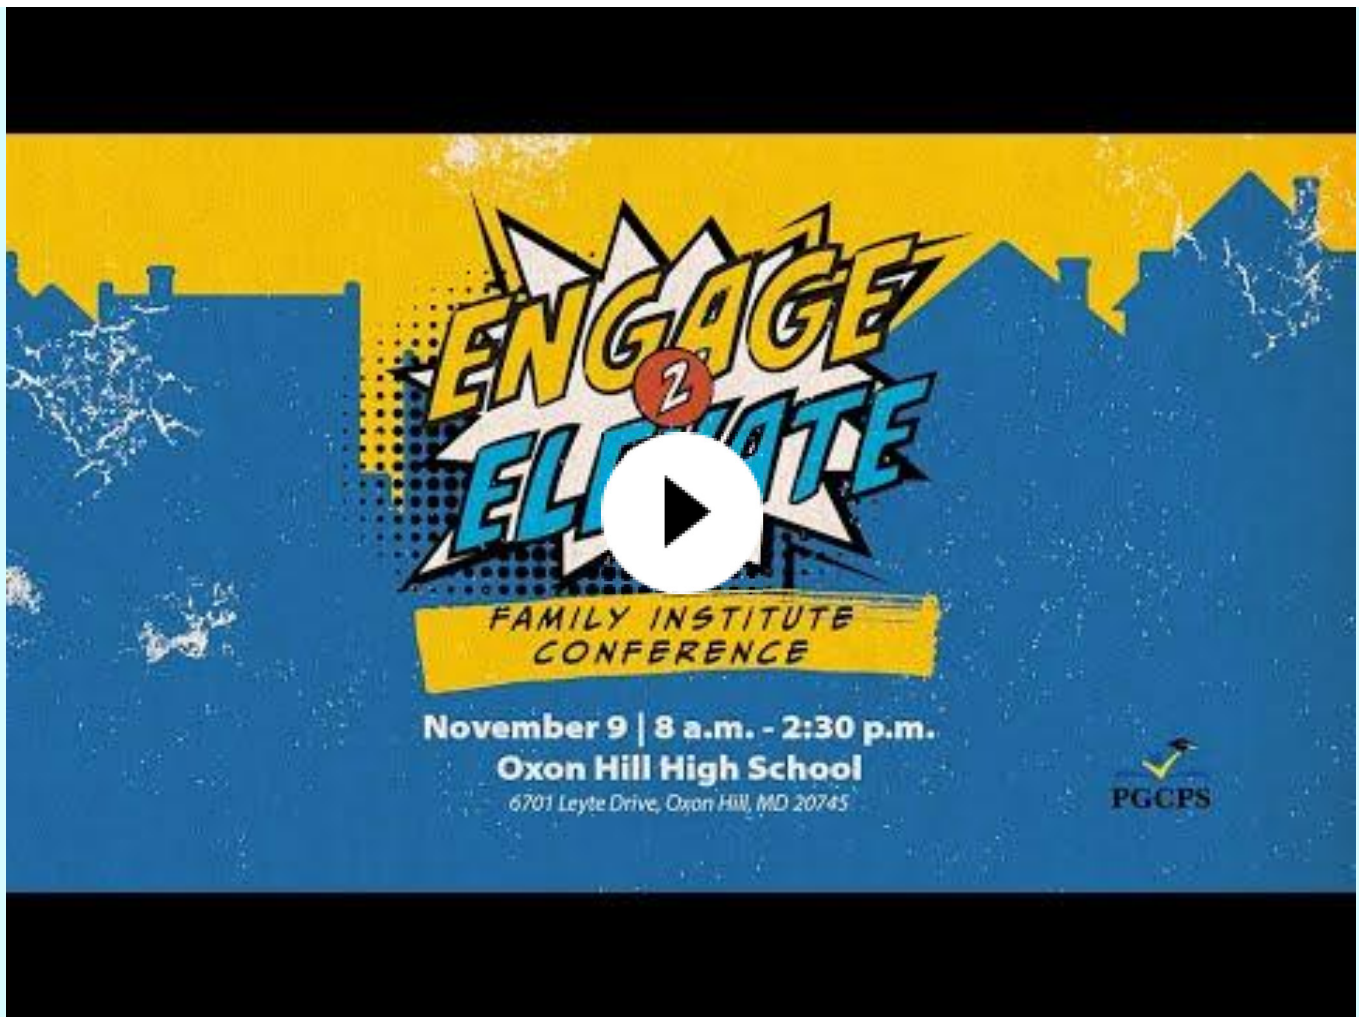 ENGAGE
2
ELEVATE
FAMILY INSTITUTE
CONFERENCE
November 9 | 8 a.m. - 2:30 p.m.
Oxon Hill High School
6701 Leyte Drive, Oxon Hill, MD 20745
PGCPS